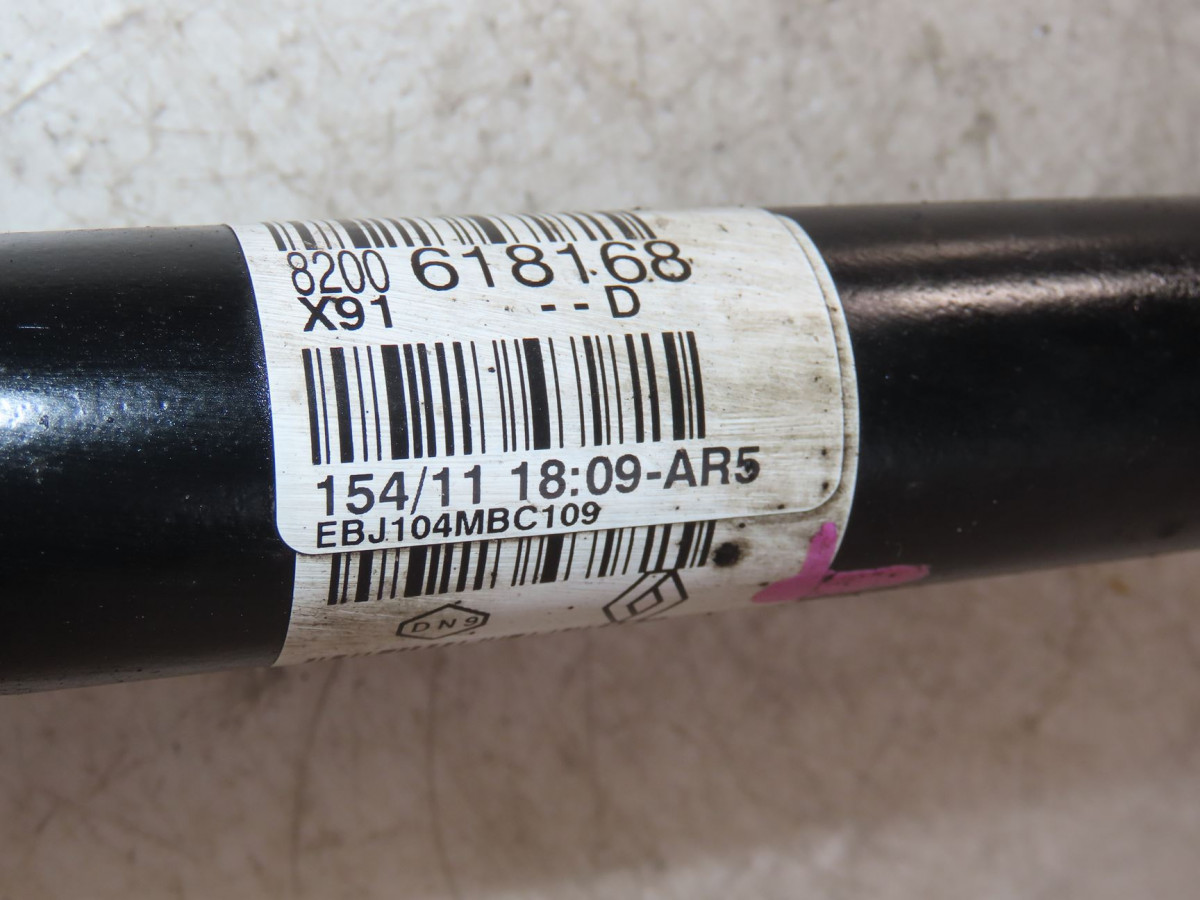 8200 618168
X91 --D
154/11 18:09-AR5
EBJ104MBC109
DN9